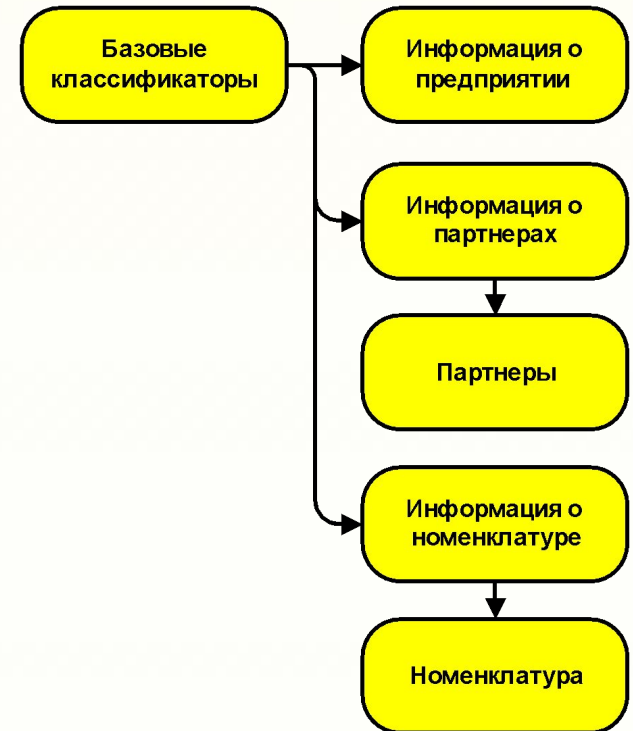 Базовые
классификаторы
Информация о
предприятии
Информация о
партнерах
Партнеры
Информация о
номенклатуре
Номенклатура